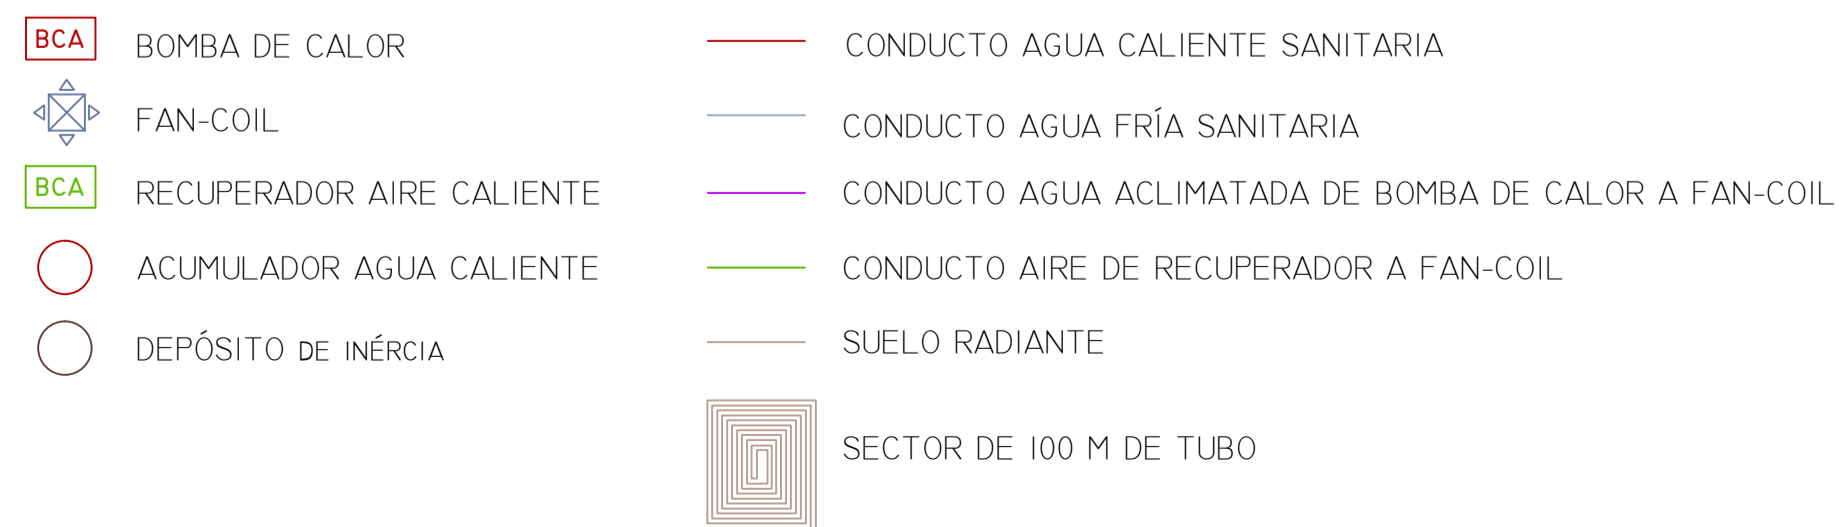 BCA BOMBA DE CALOR
FAN-COIL
BCA RECUPERADOR AIRE CALIENTE
ACUMULADOR AGUA CALIENTE
DEPÓSITO DE INÉRCIA
CONDUCTO AGUA CALIENTE SANITARIA
CONDUCTO AGUA FRÍA SANITARIA
CONDUCTO AGUA ACLIMATADA DE BOMBA DE CALOR A FAN-COIL
CONDUCTO AIRE DE RECUPERADOR A FAN-COIL
SUELO RADIANTE
SECTOR DE 100 M DE TUBO